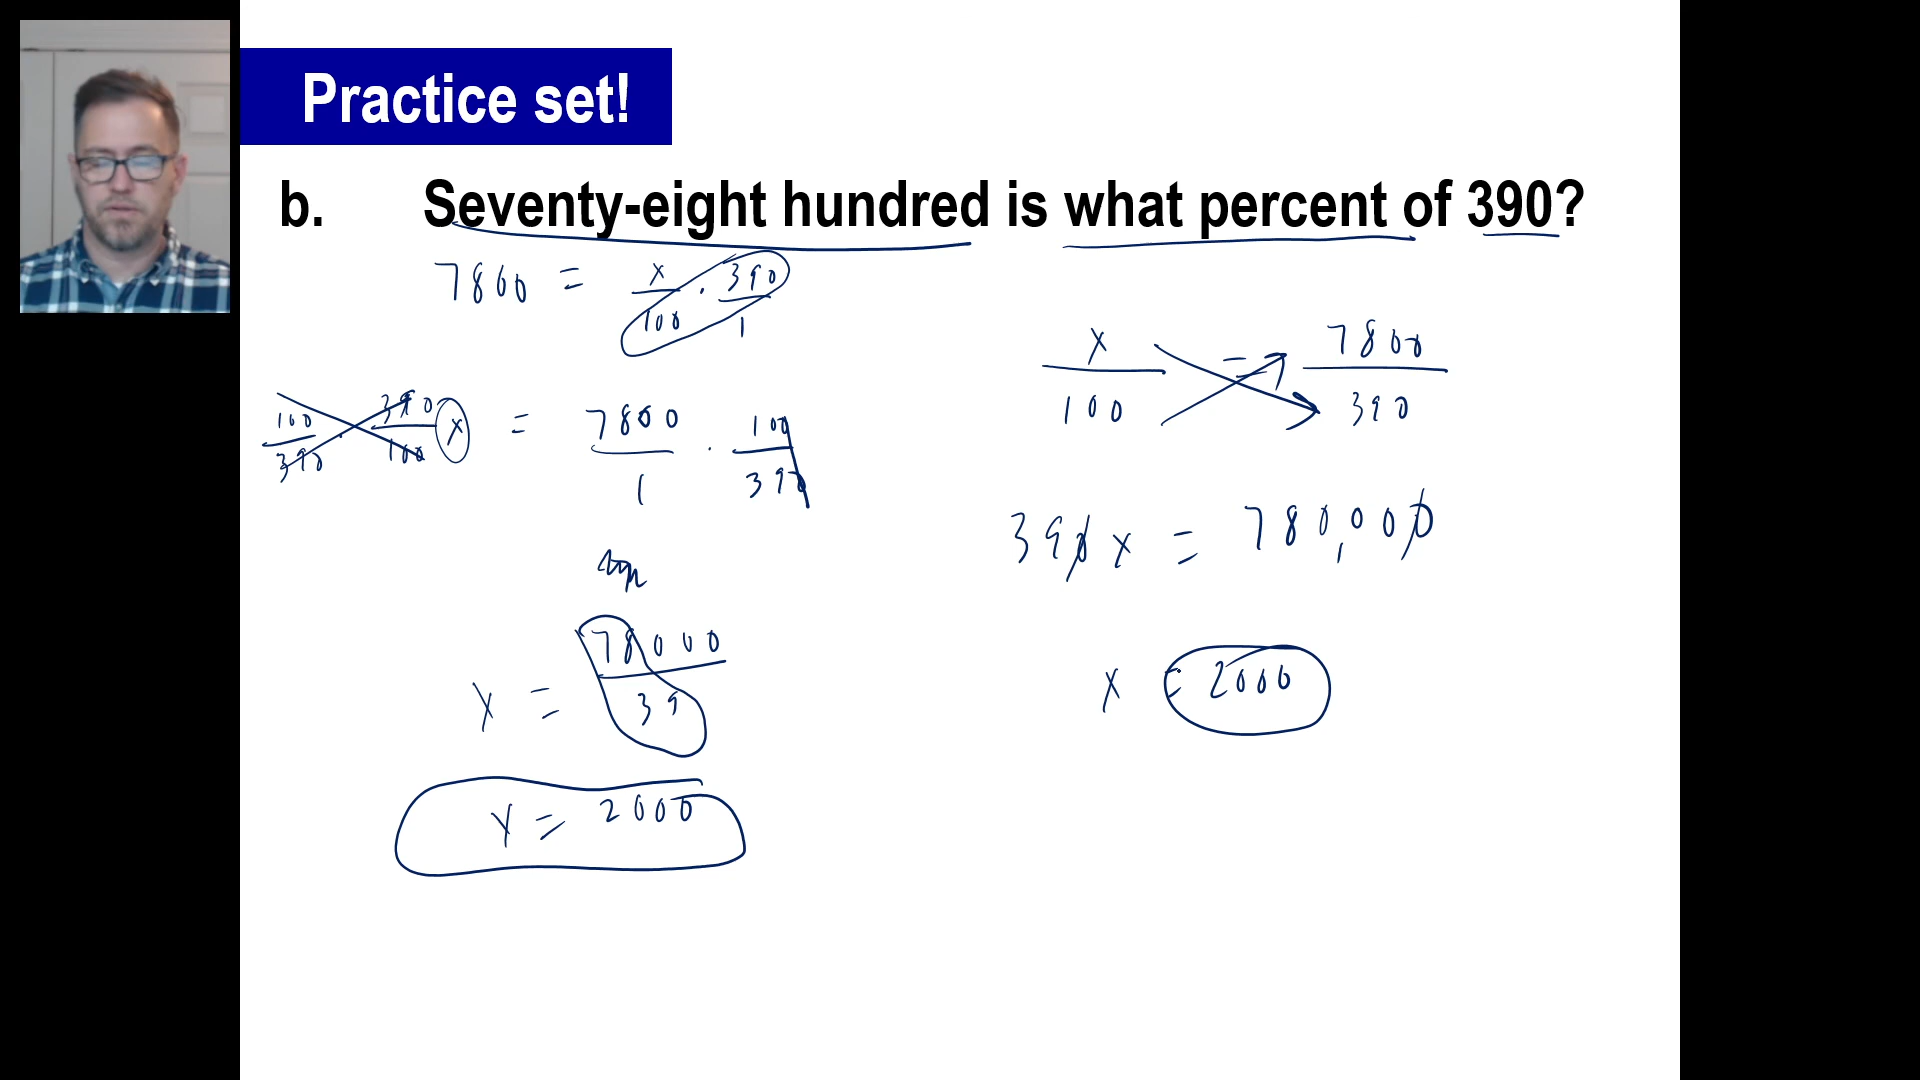 Practice set!
b. Seventy-eight hundred is what percent of 390?
7800 = x/100 · 390/1
100/390 · 390/100 x = 7800/1 · 100/390
x = 78000/39
x = 2000
x/100 = 7800/390
390x = 780,000
x = 2000